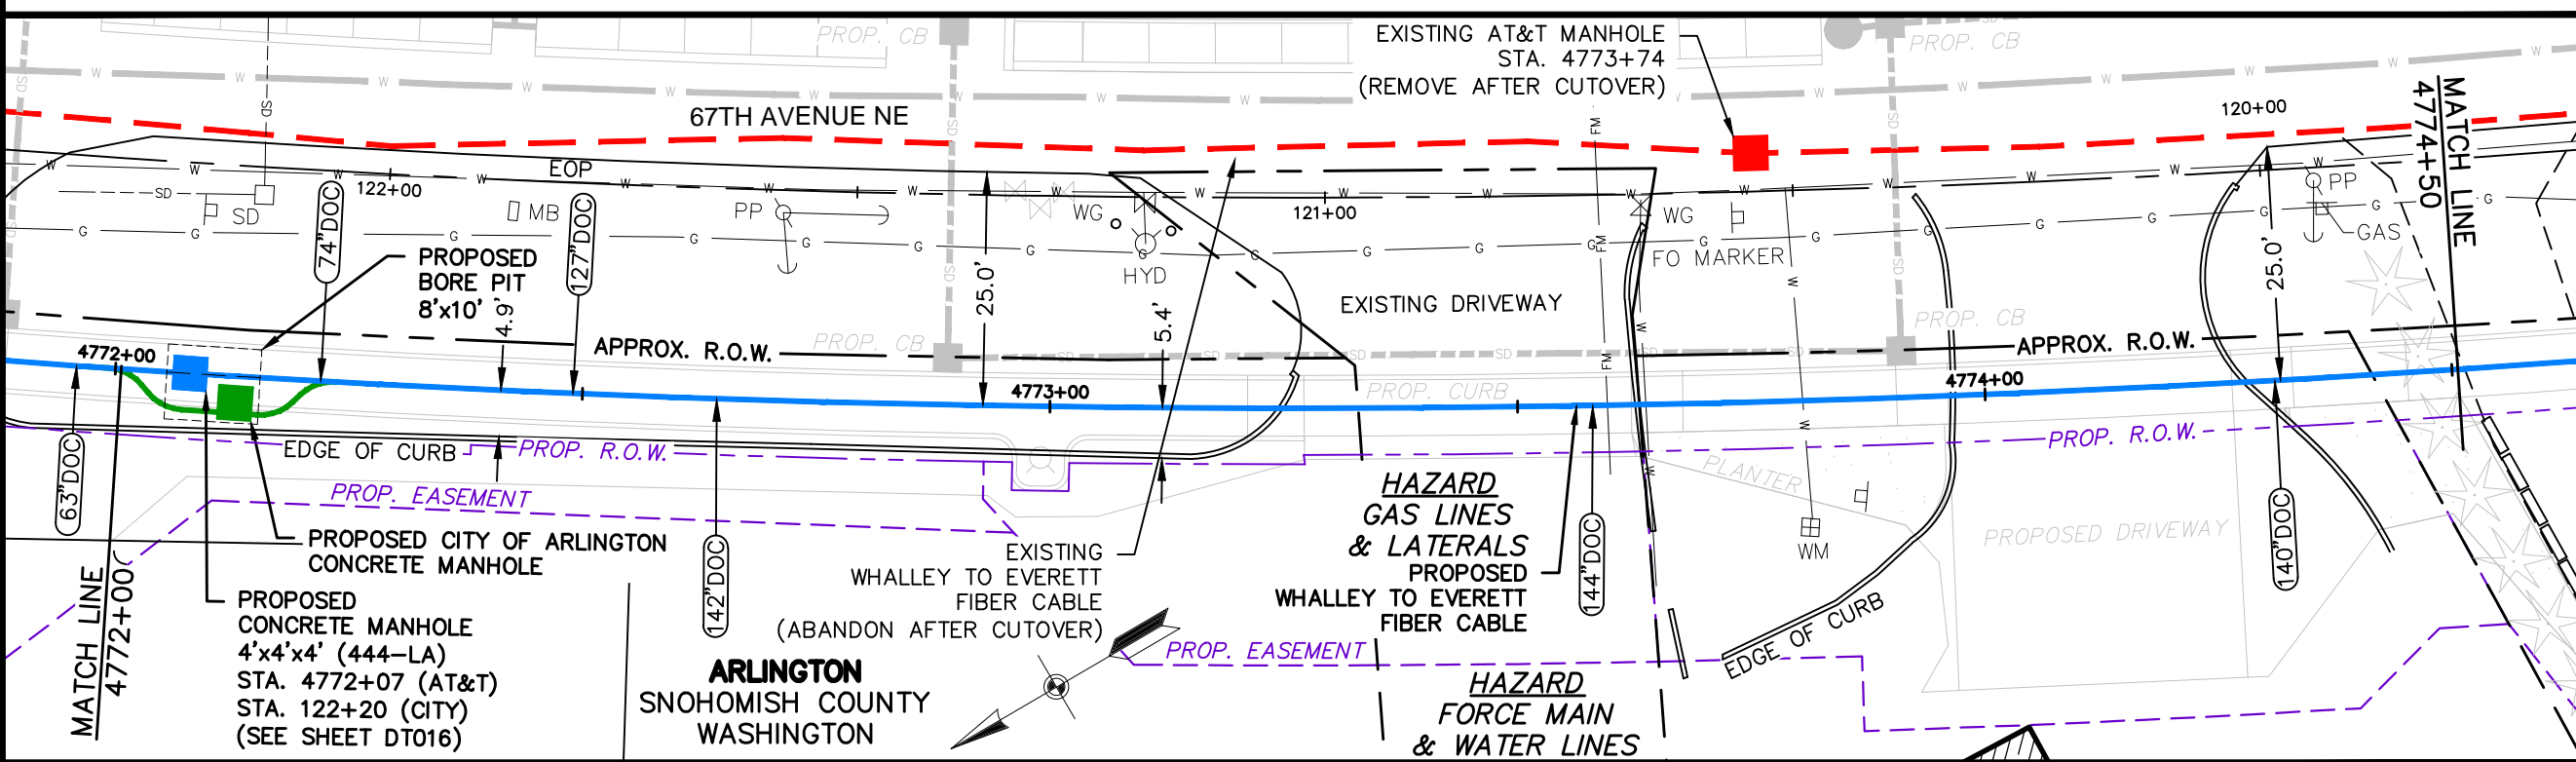 PROP. CB
EXISTING AT&T MANHOLE
STA. 4773+74
(REMOVE AFTER CUTOVER)
PROP. CB
67TH AVENUE NE
120+00
MATCH LINE
4774+50
EOP
122+00
121+00
SD
MB
PP
WG
HYD
WG
FO MARKER
PP
GAS
74"DOC
127"DOC
PROPOSED
BORE PIT
8'x10'
4.9'
25.0'
5.4'
EXISTING DRIVEWAY
25.0'
PROP. CB
PROP. CB
APPROX. R.O.W.
APPROX. R.O.W.
4772+00
4773+00
4774+00
PROP. CURB
63"DOC
EDGE OF CURB
PROP. R.O.W.
PROP. R.O.W.
PROP. EASEMENT
PLANTER
PROPOSED DRIVEWAY
WM
140"DOC
142"DOC
144"DOC
MATCH LINE
4772+00
PROPOSED CITY OF ARLINGTON
CONCRETE MANHOLE
PROPOSED
CONCRETE MANHOLE
4'x4'x4' (444-LA)
STA. 4772+07 (AT&T)
STA. 122+20 (CITY)
(SEE SHEET DT016)
EXISTING
WHALLEY TO EVERETT
FIBER CABLE
(ABANDON AFTER CUTOVER)
ARLINGTON
SNOHOMISH COUNTY
WASHINGTON
HAZARD
GAS LINES
& LATERALS
PROPOSED
WHALLEY TO EVERETT
FIBER CABLE
PROP. EASEMENT
HAZARD
FORCE MAIN
& WATER LINES
EDGE OF CURB